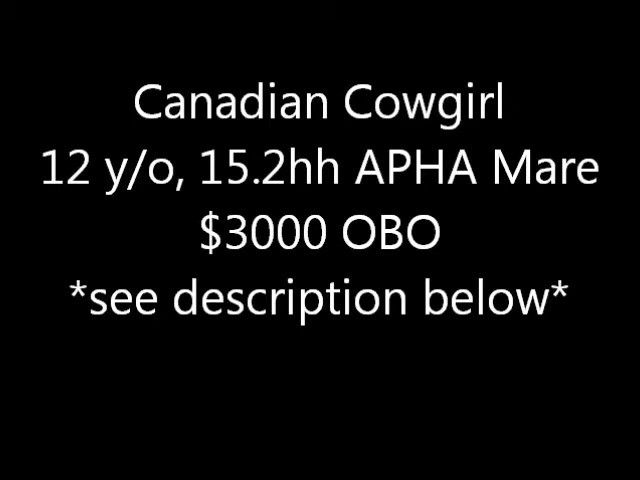 Canadian Cowgirl
12 y/o, 15.2hh APHA Mare
$3000 OBO
*see description below*